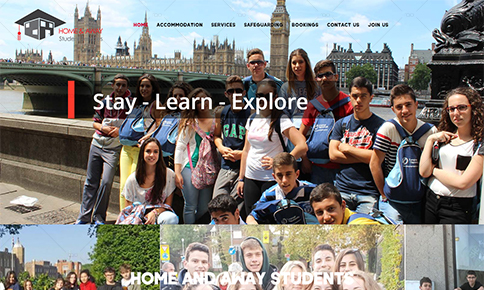 HOME & AWAY
Students
HOME ACCOMMODATION SERVICES SAFEGUARDING BOOKINGS CONTACT US JOIN US
Stay - Learn - Explore
HOME AND AWAY STUDENTS